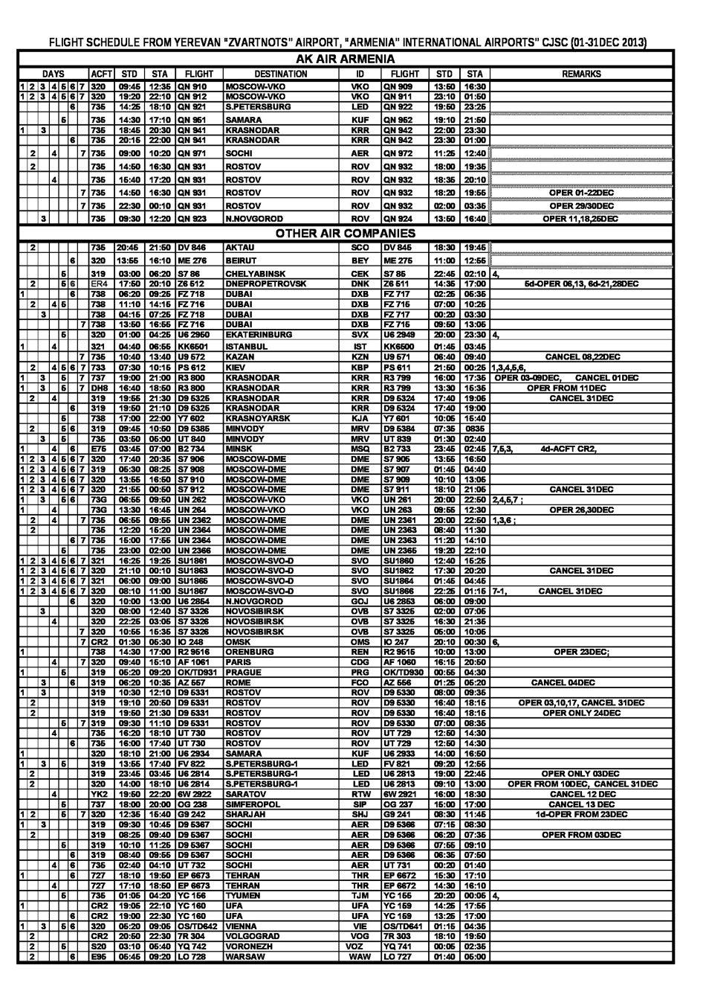 FLIGHT SCHEDULE FROM YEREVAN "ZVARTNOTS" AIRPORT, "ARMENIA" INTERNATIONAL AIRPORTS" CJSC (01-31DEC 2013)
AK AIR ARMENIA
DAYS ACFT STD STA FLIGHT DESTINATION ID FLIGHT STD STA REMARKS
1 2 3 4 5 6 7 320 09:45 12:35 QN 910 MOSCOW-VKO VKO QN 909 13:50 16:30
1 2 3 4 5 6 7 320 19:20 22:10 QN 912 MOSCOW-VKO VKO QN 911 23:10 01:50
6 735 14:25 18:10 QN 921 S.PETERSBURG LED QN 922 19:50 23:25
5 735 14:30 17:10 QN 951 SAMARA KUF QN 952 19:10 21:50
1 3 735 18:45 20:30 QN 941 KRASNODAR KRR QN 942 22:00 23:30
6 735 20:15 22:00 QN 941 KRASNODAR KRR QN 942 23:30 01:00
2 4 7 735 09:00 10:20 QN 971 SOCHI AER QN 972 11:25 12:40
2 735 14:50 16:30 QN 931 ROSTOV ROV QN 932 18:00 19:35
4 735 15:40 17:20 QN 931 ROSTOV ROV QN 932 18:35 20:10
7 735 14:50 16:30 QN 931 ROSTOV ROV QN 932 18:20 19:55 OPER 01-22DEC
7 735 22:30 00:10 QN 931 ROSTOV ROV QN 932 02:00 03:35 OPER 29/30DEC
3 735 09:30 12:20 QN 923 N.NOVGOROD ROV QN 924 13:50 16:40 OPER 11,18,25DEC
OTHER AIR COMPANIES
2 735 20:45 21:50 DV 846 AKTAU SCO DV 845 18:30 19:45
6 320 13:55 16:10 ME 276 BEIRUT BEY ME 275 11:00 12:55
5 319 03:00 06:20 S7 86 CHELYABINSK CEK S7 85 22:45 02:10 4,
2 5 6 ER4 17:50 20:10 Z6 512 DNEPROPETROVSK DNK Z6 511 14:35 17:00 5d-OPER 06,13, 6d-21,28DEC
1 6 738 06:20 09:25 FZ 718 DUBAI DXB FZ 717 02:25 05:35
2 4 5 738 11:10 14:15 FZ 716 DUBAI DXB FZ 715 07:00 10:25
3 738 04:15 07:25 FZ 718 DUBAI DXB FZ 717 00:20 03:30
7 738 13:50 16:55 FZ 716 DUBAI DXB FZ 715 09:50 13:05
5 320 01:00 04:25 U6 2950 EKATERINBURG SVX U6 2949 20:00 23:30 4,
1 4 321 04:40 06:55 KK6501 ISTANBUL IST KK6500 01:45 03:45
7 735 10:40 13:40 U9 572 KAZAN KZN U9 571 06:40 09:40 CANCEL 08,22DEC
2 4 5 6 7 733 07:30 10:15 PS 612 KIEV KBP PS 611 21:50 00:25 1,3,4,5,6,
1 3 5 7 737 19:00 21:00 R3 800 KRASNODAR KRR R3 799 16:00 17:35 OPER 03-09DEC, CANCEL 01DEC
1 3 5 7 DH8 16:40 18:50 R3 800 KRASNODAR KRR R3 799 13:30 15:35 OPER FROM 11DEC
2 4 319 19:55 21:30 D9 5325 KRASNODAR KRR D9 5324 17:40 19:05 CANCEL 31DEC
6 319 19:50 21:10 D9 5325 KRASNODAR KRR D9 5324 17:40 19:00
5 738 17:00 22:00 Y7 602 KRASNOYARSK KJA Y7 601 10:05 15:40
2 5 6 319 09:45 10:50 D9 5385 MINVODY MRV D9 5384 07:35 0835
3 5 735 03:50 05:00 UT 840 MINVODY MRV UT 839 01:30 02:40
1 4 6 E75 03:45 07:00 B2 734 MINSK MSQ B2 733 23:45 02:45 7,5,3, 4d-ACFT CR2,
1 2 3 4 5 6 7 320 17:40 20:35 S7 906 MOSCOW-DME DME S7 905 13:55 16:50
1 2 3 4 5 6 7 319 05:30 08:25 S7 908 MOSCOW-DME DME S7 907 01:45 04:40
1 2 3 4 5 6 7 320 13:55 16:50 S7 910 MOSCOW-DME DME S7 909 10:10 13:05
1 2 3 4 5 6 7 320 21:55 00:50 S7 912 MOSCOW-DME DME S7 911 18:10 21:05 CANCEL 31DEC
1 3 5 6 73G 06:55 09:50 UN 262 MOSCOW-VKO VKO UN 261 20:00 22:50 2,4,5,7 ;
1 4 73G 13:30 16:45 UN 264 MOSCOW-VKO VKO UN 263 09:55 12:30 OPER 26,30DEC
2 4 7 735 06:55 09:55 UN 2362 MOSCOW-DME DME UN 2361 20:00 22:50 1,3,6 ;
2 735 12:20 15:20 UN 2364 MOSCOW-DME DME UN 2363 08:40 11:30
6 7 735 15:00 17:55 UN 2364 MOSCOW-DME DME UN 2363 11:20 14:10
5 735 23:00 02:00 UN 2366 MOSCOW-DME DME UN 2365 19:20 22:10
1 2 3 4 5 6 7 321 16:25 19:25 SU1861 MOSCOW-SVO-D SVO SU1860 12:40 15:25
1 2 3 4 5 6 7 320 21:10 00:10 SU1863 MOSCOW-SVO-D SVO SU1862 17:30 20:20 CANCEL 31DEC
1 2 3 4 5 6 7 321 06:00 09:00 SU1865 MOSCOW-SVO-D SVO SU1864 01:45 04:45
1 2 3 4 5 6 7 320 08:10 11:00 SU1867 MOSCOW-SVO-D SVO SU1866 22:25 01:15 7-1, CANCEL 31DEC
6 320 10:00 13:00 U6 2854 N.NOVGOROD GOJ U6 2853 06:00 09:00
3 320 08:00 12:40 S7 3326 NOVOSIBIRSK OVB S7 3325 02:00 07:05
4 320 22:25 03:05 S7 3326 NOVOSIBIRSK OVB S7 3325 16:30 21:35
7 320 10:55 15:35 S7 3326 NOVOSIBIRSK OVB S7 3325 05:00 10:05
7 CR2 01:30 05:30 IO 248 OMSK OMS IO 247 20:10 00:30 6,
1 738 14:30 17:00 R2 9516 ORENBURG REN R2 9515 10:00 13:00 OPER 23DEC;
4 7 320 09:40 15:10 AF 1061 PARIS CDG AF 1060 16:15 20:50
1 5 319 05:20 09:20 OK/TD931 PRAGUE PRG OK/TD930 00:55 04:30
3 6 319 06:20 10:35 AZ 557 ROME FCO AZ 556 01:25 05:20 CANCEL 04DEC
1 3 319 10:30 12:10 D9 5331 ROSTOV ROV D9 5330 08:00 09:35
2 319 19:10 20:50 D9 5331 ROSTOV ROV D9 5330 16:40 18:15 OPER 03,10,17, CANCEL 31DEC
2 319 19:50 21:30 D9 5331 ROSTOV ROV D9 5330 16:40 18:15 OPER ONLY 24DEC
5 7 319 09:30 11:10 D9 5331 ROSTOV ROV D9 5330 07:00 08:35
4 735 16:20 18:10 UT 730 ROSTOV ROV UT 729 12:50 14:30
6 735 16:00 17:40 UT 730 ROSTOV ROV UT 729 12:50 14:30
1 320 18:10 21:00 U6 2934 SAMARA KUF U6 2933 14:00 16:50
1 3 5 319 13:55 17:40 FV 822 S.PETERSBURG-1 LED FV 821 09:20 12:55
2 319 23:45 03:45 U6 2814 S.PETERSBURG-1 LED U6 2813 19:00 22:45 OPER ONLY 03DEC
2 320 14:00 18:10 U6 2814 S.PETERSBURG-1 LED U6 2813 09:10 13:00 OPER FROM 10DEC, CANCEL 31DEC
4 YK2 19:50 22:20 6W 2922 SARATOV RTW 6W 2921 16:00 18:30 CANCEL 12 DEC
5 737 18:00 20:00 OG 238 SIMFEROPOL SIP OG 237 15:00 17:00 CANCEL 13 DEC
1 2 5 7 320 12:35 15:40 G9 242 SHARJAH SHJ G9 241 08:30 11:45 1d-OPER FROM 23DEC
1 3 319 09:30 10:45 D9 5367 SOCHI AER D9 5366 07:15 08:30
2 319 08:25 09:40 D9 5367 SOCHI AER D9 5366 06:20 07:35 OPER FROM 03DEC
5 319 10:10 11:25 D9 5367 SOCHI AER D9 5366 07:55 09:10
6 319 08:40 09:55 D9 5367 SOCHI AER D9 5366 06:35 07:50
4 6 735 02:40 04:10 UT 732 SOCHI AER UT 731 00:20 01:40
1 6 727 18:10 19:50 EP 6673 TEHRAN THR EP 6672 15:30 17:10
4 727 17:10 18:50 EP 6673 TEHRAN THR EP 6672 14:30 16:10
5 735 01:05 04:20 YC 156 TYUMEN TJM YC 155 20:20 00:05 4,
1 CR2 19:05 22:10 YC 160 UFA UFA YC 159 14:25 17:55
6 CR2 19:00 22:30 YC 160 UFA UFA YC 159 13:25 17:00
1 3 5 6 320 05:20 09:05 OS/TD642 VIENNA VIE OS/TD641 01:15 04:35
2 CR2 20:50 22:30 7R 304 VOLGOGRAD VOG 7R 303 18:10 19:50
2 5 S20 03:10 05:40 YQ 742 VORONEZH VOZ YQ 741 00:05 02:35
2 6 E95 05:45 09:20 LO 728 WARSAW WAW LO 727 01:40 05:00